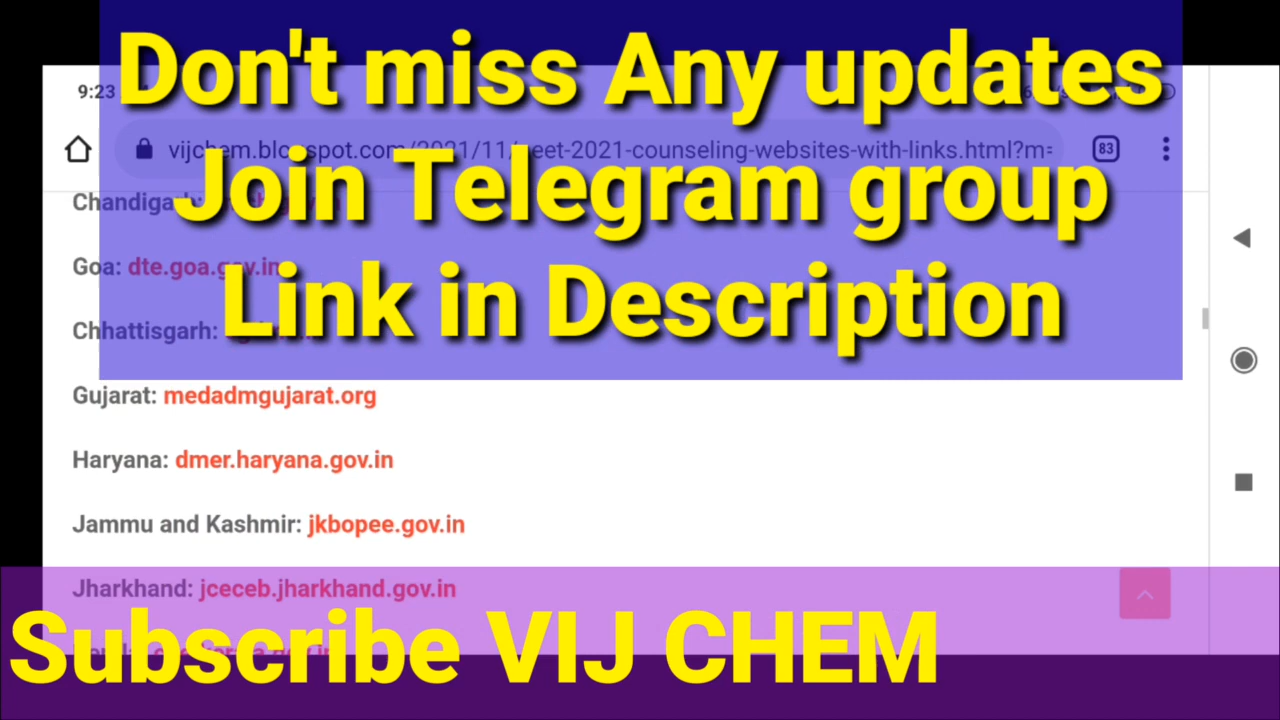 Don't miss Any updates
Join Telegram group
Link in Description
9:23
83
Chandigarh:
Goa: dte.goa.gov.in
Chhattisgarh:
Gujarat: medadmgujarat.org
Haryana: dmer.haryana.gov.in
Jammu and Kashmir: jkbopee.gov.in
Jharkhand: jceceb.jharkhand.gov.in
Subscribe VIJ CHEM